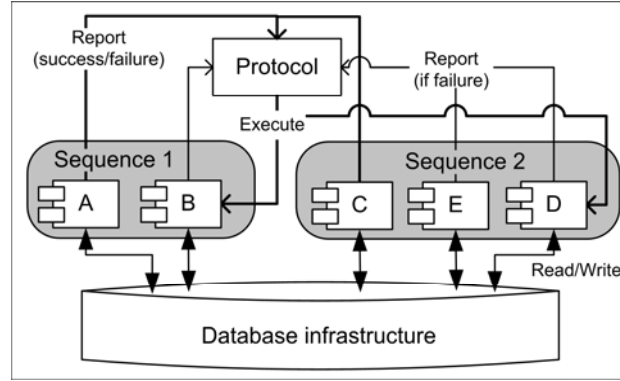 Report
(success/failure)
Protocol
Report
(if failure)
Execute
Sequence 1
Sequence 2
A
B
C
E
D
Read/Write
Database infrastructure